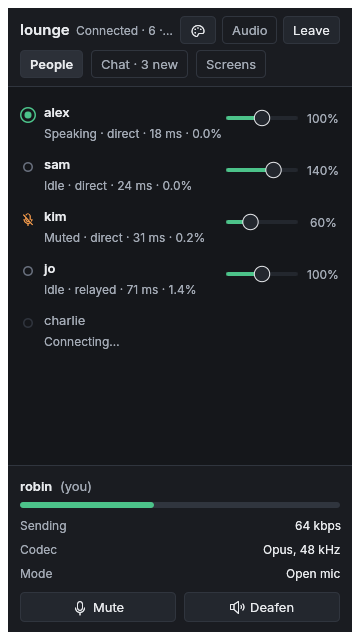 lounge Connected · 6 ·... Audio Leave
People Chat · 3 new Screens
alex
Speaking · direct · 18 ms · 0.0% 100%
sam
Idle · direct · 24 ms · 0.0% 140%
kim
Muted · direct · 31 ms · 0.2% 60%
jo
Idle · relayed · 71 ms · 1.4% 100%
charlie
Connecting...
robin (you)
Sending 64 kbps
Codec Opus, 48 kHz
Mode Open mic
Mute Deafen